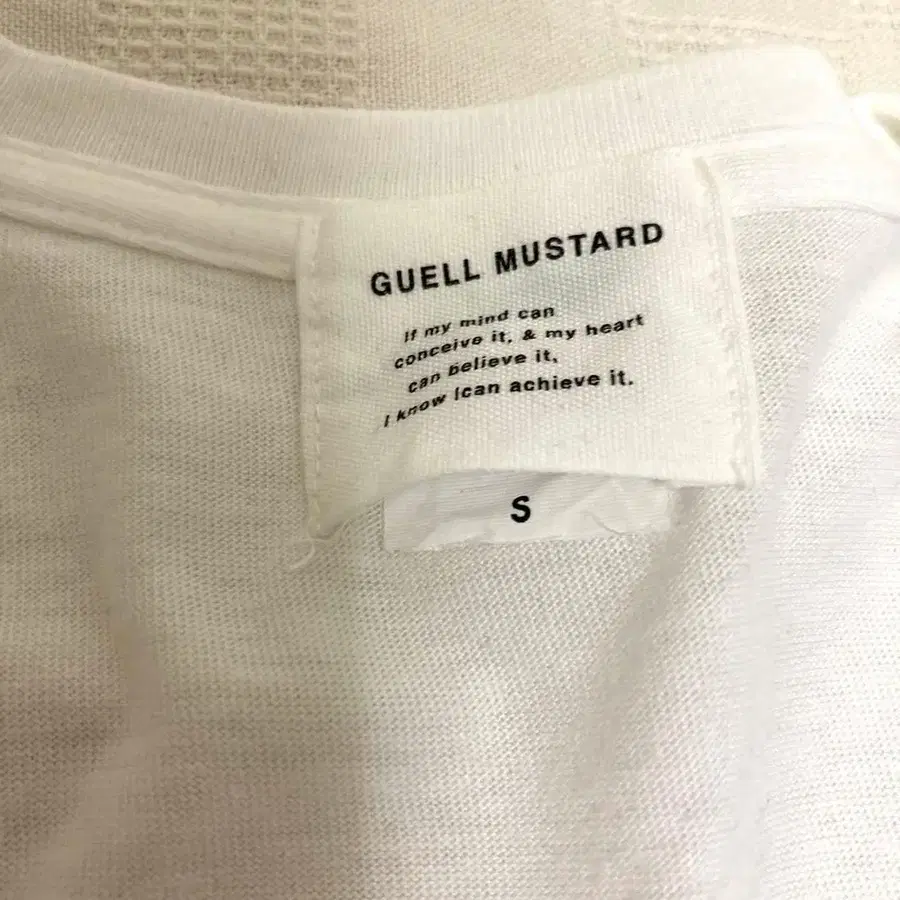 GUELL MUSTARD
If my mind can
conceive it, & my heart
can believe it,
I know Ican achieve it.
S